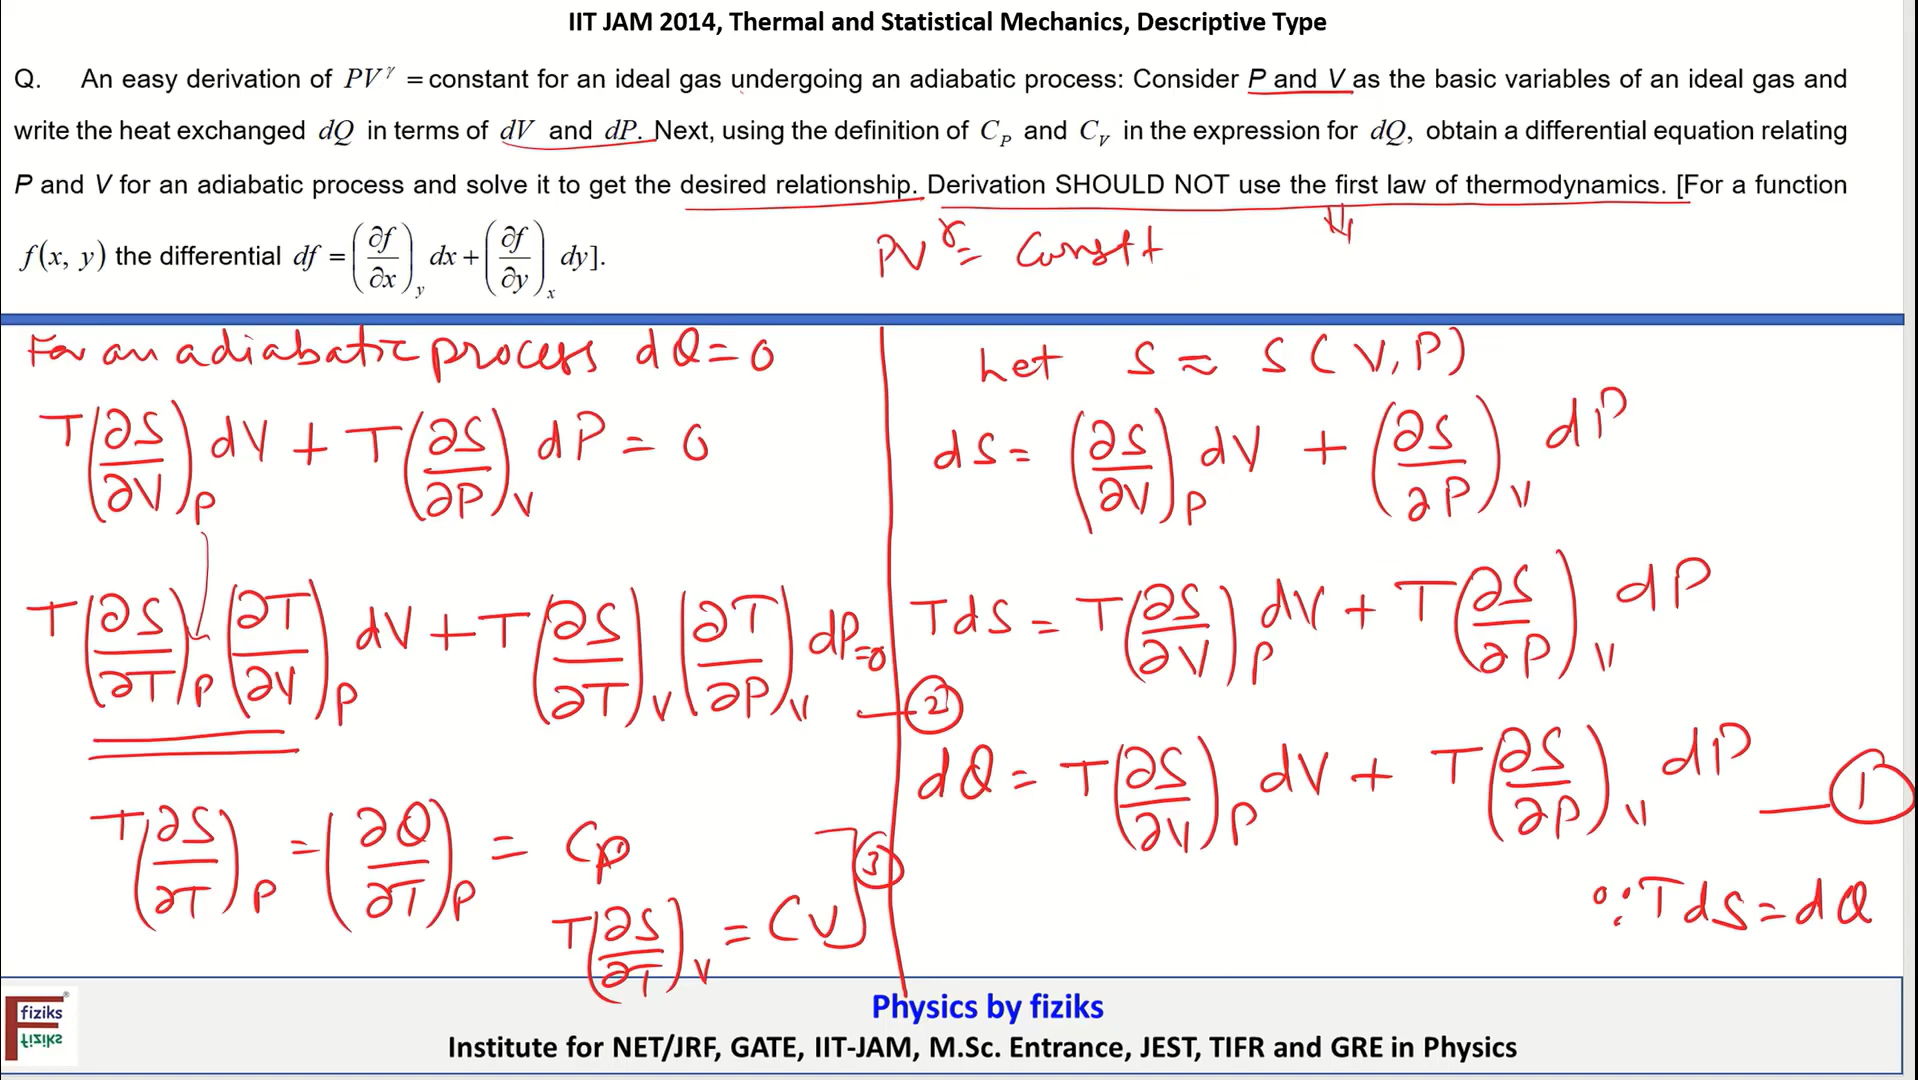 IIT JAM 2014, Thermal and Statistical Mechanics, Descriptive Type
Q. An easy derivation of PV^γ = constant for an ideal gas undergoing an adiabatic process: Consider P and V as the basic variables of an ideal gas and
write the heat exchanged dQ in terms of dV and dP. Next, using the definition of C_P and C_V in the expression for dQ, obtain a differential equation relating
P and V for an adiabatic process and solve it to get the desired relationship. Derivation SHOULD NOT use the first law of thermodynamics. [For a function
f(x, y) the differential df = (∂f/∂x)_y dx + (∂f/∂y)_x dy].
PV^γ = Constt
For an adiabatic process dQ = 0
T(∂S/∂V)_P dV + T(∂S/∂P)_V dP = 0
T(∂S/∂T)_P (∂T/∂V)_P dV + T(∂S/∂T)_V (∂T/∂P)_V dP = 0 — ②
T(∂S/∂T)_P = (∂Q/∂T)_P = C_P
T(∂S/∂T)_V = C_V ③
Let S ≈ S(V, P)
dS = (∂S/∂V)_P dV + (∂S/∂P)_V dP
TdS = T(∂S/∂V)_P dV + T(∂S/∂P)_V dP
dQ = T(∂S/∂V)_P dV + T(∂S/∂P)_V dP — ①
∵ TdS = dQ
fiziks
fiziks
Physics by fiziks
Institute for NET/JRF, GATE, IIT-JAM, M.Sc. Entrance, JEST, TIFR and GRE in Physics